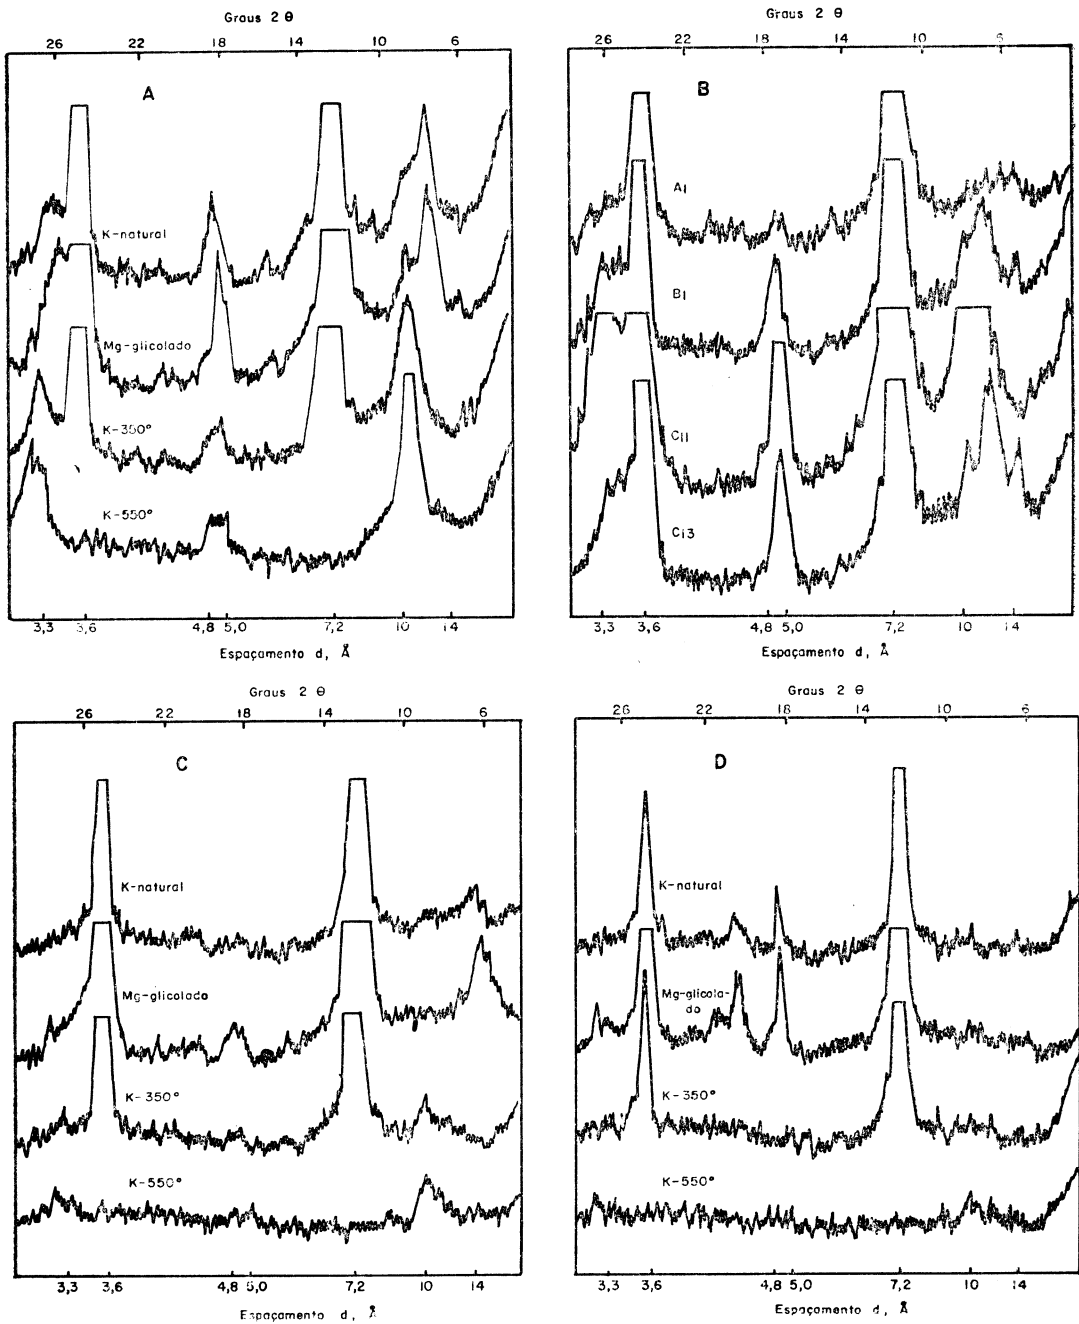 Graus 2 θ
26 22 18 14 10 6
A
K-natural
Mg-glicolado
K-350°
K-550°
3,3 3,6 4,8 5,0 7,2 10 14
Espaçamento d, Å
Graus 2 θ
26 22 18 14 10 6
B
A1
B1
C11
C13
3,3 3,6 4,8 5,0 7,2 10 14
Espaçamento d, Å
Graus 2 θ
26 22 18 14 10 6
C
K-natural
Mg-glicolado
K-350°
K-550°
3,3 3,6 4,8 5,0 7,2 10 14
Espaçamento d, Å
Graus 2 θ
26 22 18 14 10 6
D
K-natural
Mg-glicola-
do
K-350°
K-550°
3,3 3,6 4,8 5,0 7,2 10 14
Espaçamento d, Å